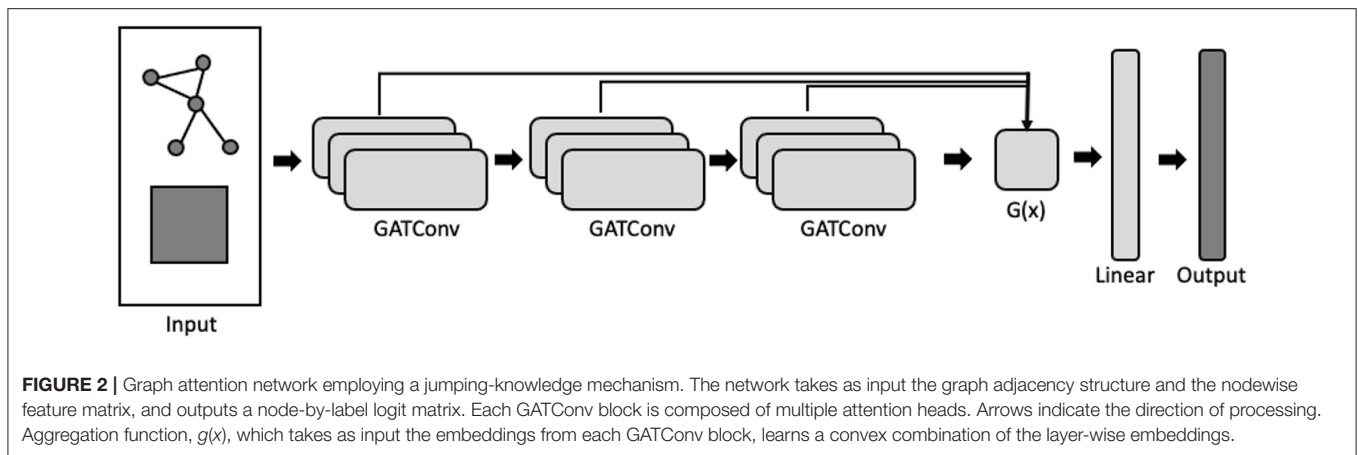 Input
GATConv
GATConv
GATConv
G(x)
Linear
Output
FIGURE 2 | Graph attention network employing a jumping-knowledge mechanism. The network takes as input the graph adjacency structure and the nodewise
feature matrix, and outputs a node-by-label logit matrix. Each GATConv block is composed of multiple attention heads. Arrows indicate the direction of processing.
Aggregation function, g(x), which takes as input the embeddings from each GATConv block, learns a convex combination of the layer-wise embeddings.